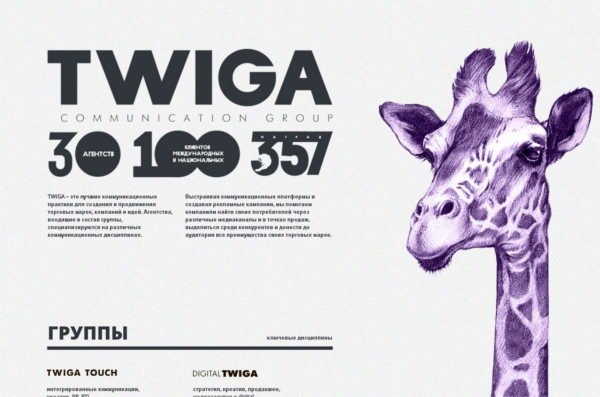 TWIGA
COMMUNICATION GROUP
30 АГЕНТСТВ
100 КЛИЕНТОВ
МЕЖДУНАРОДНЫХ
И НАЦИОНАЛЬНЫХ
НАГРАД
357
TWIGA – это лучшие коммуникационные
практики для создания и продвижения
торговых марок, компаний и идей. Агентства,
входящие в состав группы,
специализируются на различных
коммуникационных дисциплинах.
Выстраивая коммуникационные платформы и
создавая рекламные кампании, мы помогаем
компаниям найти своих потребителей через
различные медиаканалы и в точках продаж,
выделиться среди конкурентов и донести до
аудитории все преимущества своих торговых марок.
ГРУППЫ
ключевые дисциплины
TWIGA TOUCH
интегрированные коммуникации,
DIGITAL TWIGA
стратегия, креатив, продакшен,